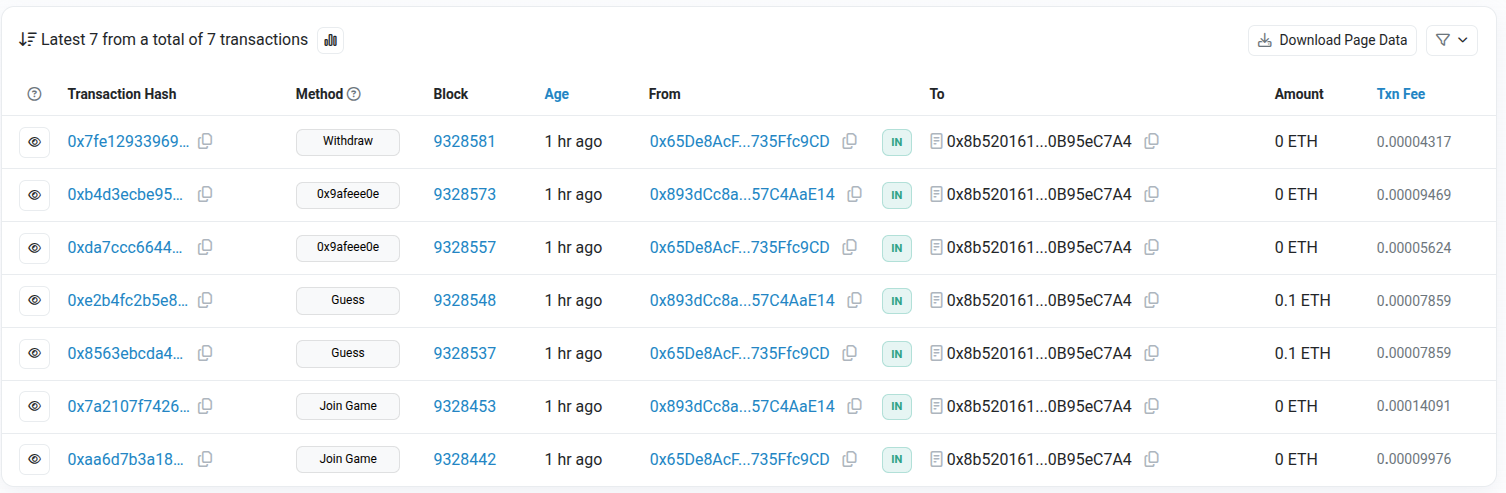 Latest 7 from a total of 7 transactions Download Page Data
Transaction Hash Method Block Age From To Amount Txn Fee
0x7fe12933969... Withdraw 9328581 1 hr ago 0x65De8AcF...735Ffc9CD IN 0x8b520161...0B95eC7A4 0 ETH 0.00004317
0xb4d3ecbe95... 0x9afeee0e 9328573 1 hr ago 0x893dCc8a...57C4AaE14 IN 0x8b520161...0B95eC7A4 0 ETH 0.00009469
0xda7ccc6644... 0x9afeee0e 9328557 1 hr ago 0x65De8AcF...735Ffc9CD IN 0x8b520161...0B95eC7A4 0 ETH 0.00005624
0xe2b4fc2b5e8... Guess 9328548 1 hr ago 0x893dCc8a...57C4AaE14 IN 0x8b520161...0B95eC7A4 0.1 ETH 0.00007859
0x8563ebcda4... Guess 9328537 1 hr ago 0x65De8AcF...735Ffc9CD IN 0x8b520161...0B95eC7A4 0.1 ETH 0.00007859
0x7a2107f7426... Join Game 9328453 1 hr ago 0x893dCc8a...57C4AaE14 IN 0x8b520161...0B95eC7A4 0 ETH 0.00014091
0xaa6d7b3a18... Join Game 9328442 1 hr ago 0x65De8AcF...735Ffc9CD IN 0x8b520161...0B95eC7A4 0 ETH 0.00009976